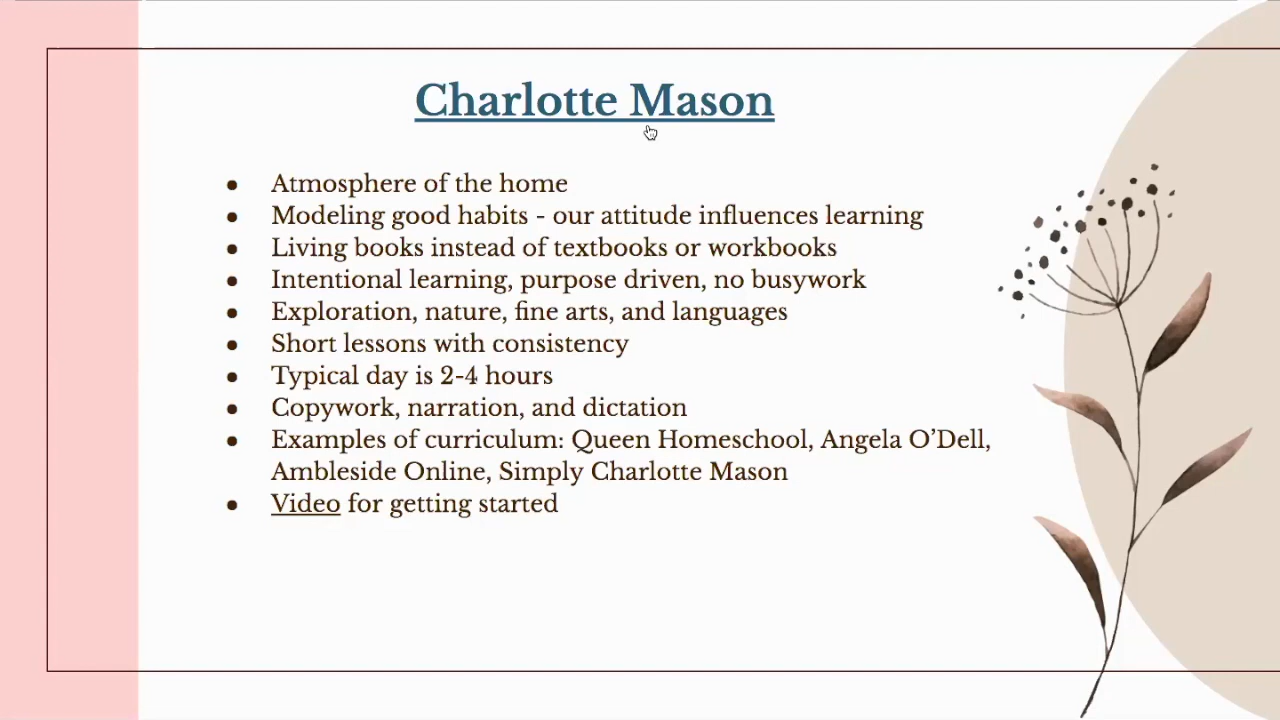 Charlotte Mason
● Atmosphere of the home
● Modeling good habits - our attitude influences learning
● Living books instead of textbooks or workbooks
● Intentional learning, purpose driven, no busywork
● Exploration, nature, fine arts, and languages
● Short lessons with consistency
● Typical day is 2-4 hours
● Copywork, narration, and dictation
● Examples of curriculum: Queen Homeschool, Angela O’Dell,
Ambleside Online, Simply Charlotte Mason
● Video for getting started